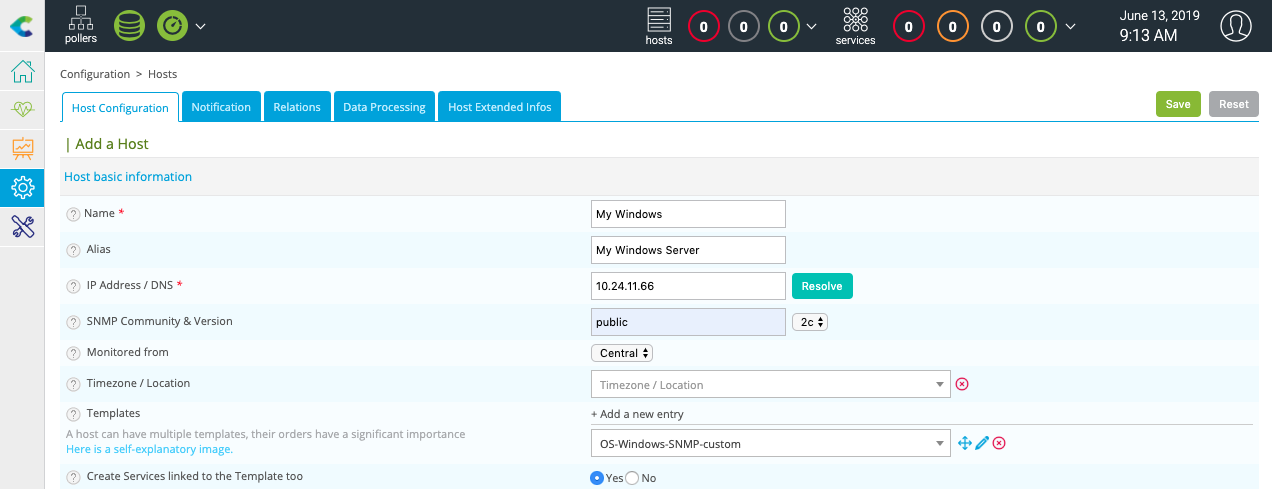 pollers
hosts
0 0 0
services
0 0 0 0
June 13, 2019
9:13 AM
Configuration > Hosts
Host Configuration Notification Relations Data Processing Host Extended Infos Save Reset
| Add a Host
Host basic information
? Name * My Windows
? Alias My Windows Server
? IP Address / DNS * 10.24.11.66 Resolve
? SNMP Community & Version public 2c
? Monitored from Central
? Timezone / Location Timezone / Location
? Templates + Add a new entry
A host can have multiple templates, their orders have a significant importance
Here is a self-explanatory image. OS-Windows-SNMP-custom
? Create Services linked to the Template too Yes No